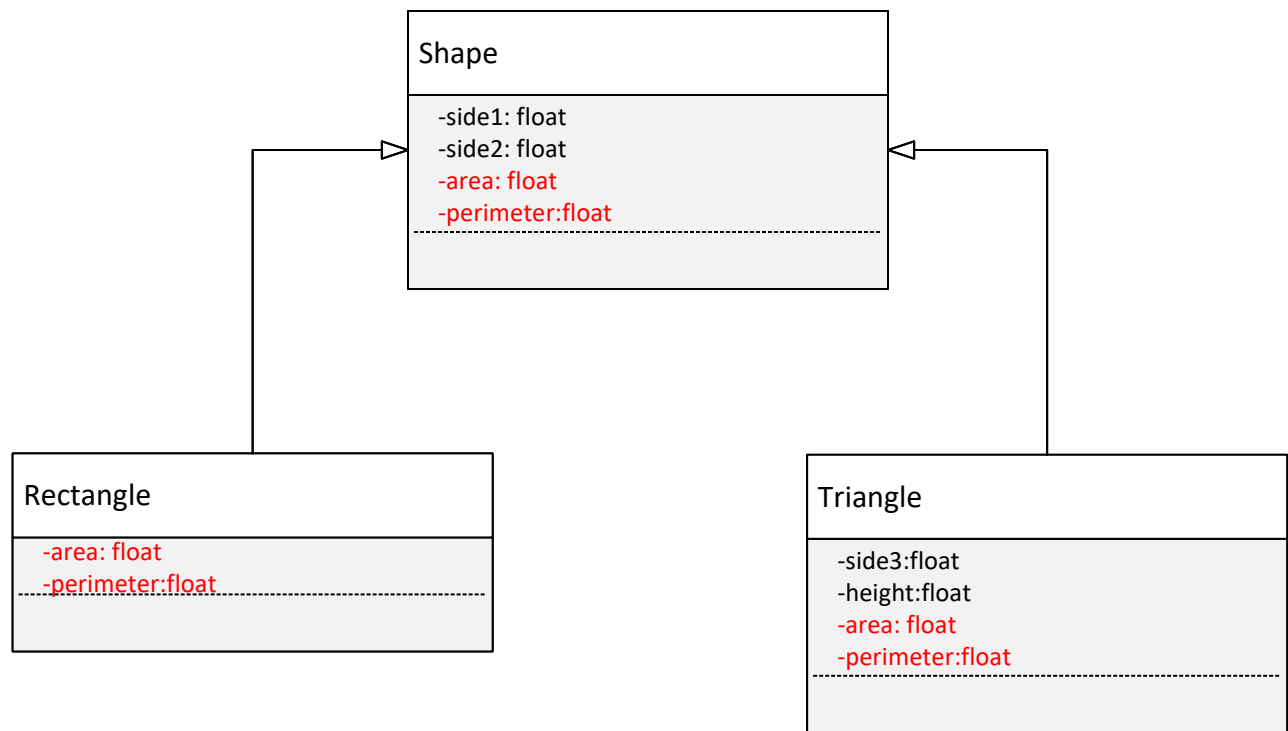 Shape
-side1: float
-side2: float
-area: float
-perimeter:float
Rectangle
-area: float
-perimeter:float
Triangle
-side3:float
-height:float
-area: float
-perimeter:float